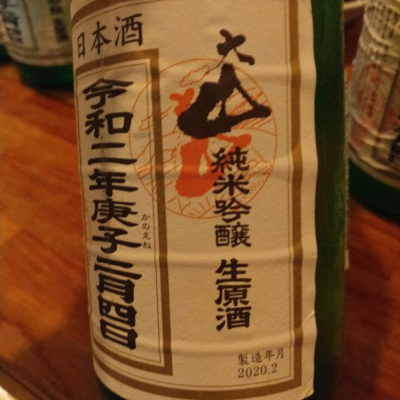 日本酒
令和二年庚子二月四日
かのえね
大山
純米吟醸 生原酒
製造年月
2020.2